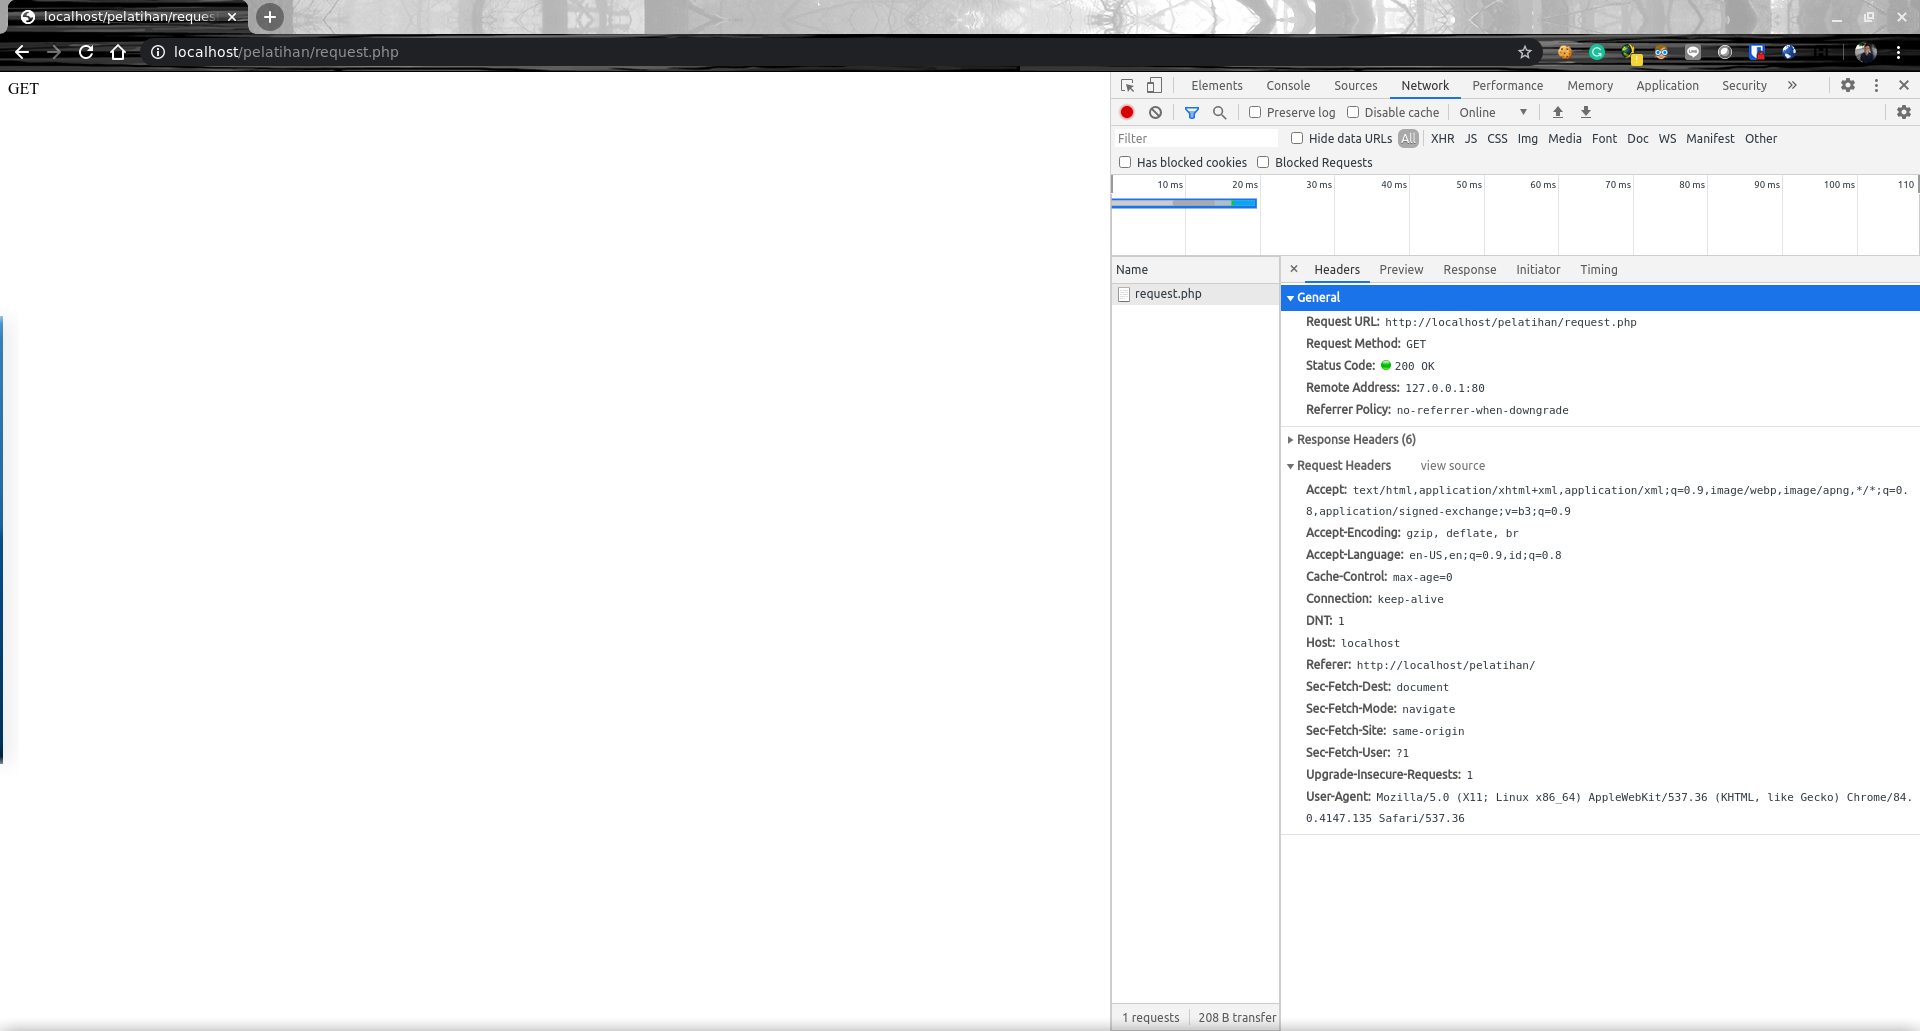 localhost/pelatihan/reques
localhost/pelatihan/request.php
GET
Elements Console Sources Network Performance Memory Application Security
Preserve log Disable cache Online
Filter Hide data URLs All XHR JS CSS Img Media Font Doc WS Manifest Other
Has blocked cookies Blocked Requests
10 ms 20 ms 30 ms 40 ms 50 ms 60 ms 70 ms 80 ms 90 ms 100 ms 110
Name
request.php
Headers Preview Response Initiator Timing
General
Request URL: http://localhost/pelatihan/request.php
Request Method: GET
Status Code: 200 OK
Remote Address: 127.0.0.1:80
Referrer Policy: no-referrer-when-downgrade
Response Headers (6)
Request Headers view source
Accept: text/html,application/xhtml+xml,application/xml;q=0.9,image/webp,image/apng,*/*;q=0.
8,application/signed-exchange;v=b3;q=0.9
Accept-Encoding: gzip, deflate, br
Accept-Language: en-US,en;q=0.9,id;q=0.8
Cache-Control: max-age=0
Connection: keep-alive
DNT: 1
Host: localhost
Referer: http://localhost/pelatihan/
Sec-Fetch-Dest: document
Sec-Fetch-Mode: navigate
Sec-Fetch-Site: same-origin
Sec-Fetch-User: ?1
Upgrade-Insecure-Requests: 1
User-Agent: Mozilla/5.0 (X11; Linux x86_64) AppleWebKit/537.36 (KHTML, like Gecko) Chrome/84.
0.4147.135 Safari/537.36
1 requests 208 B transfer